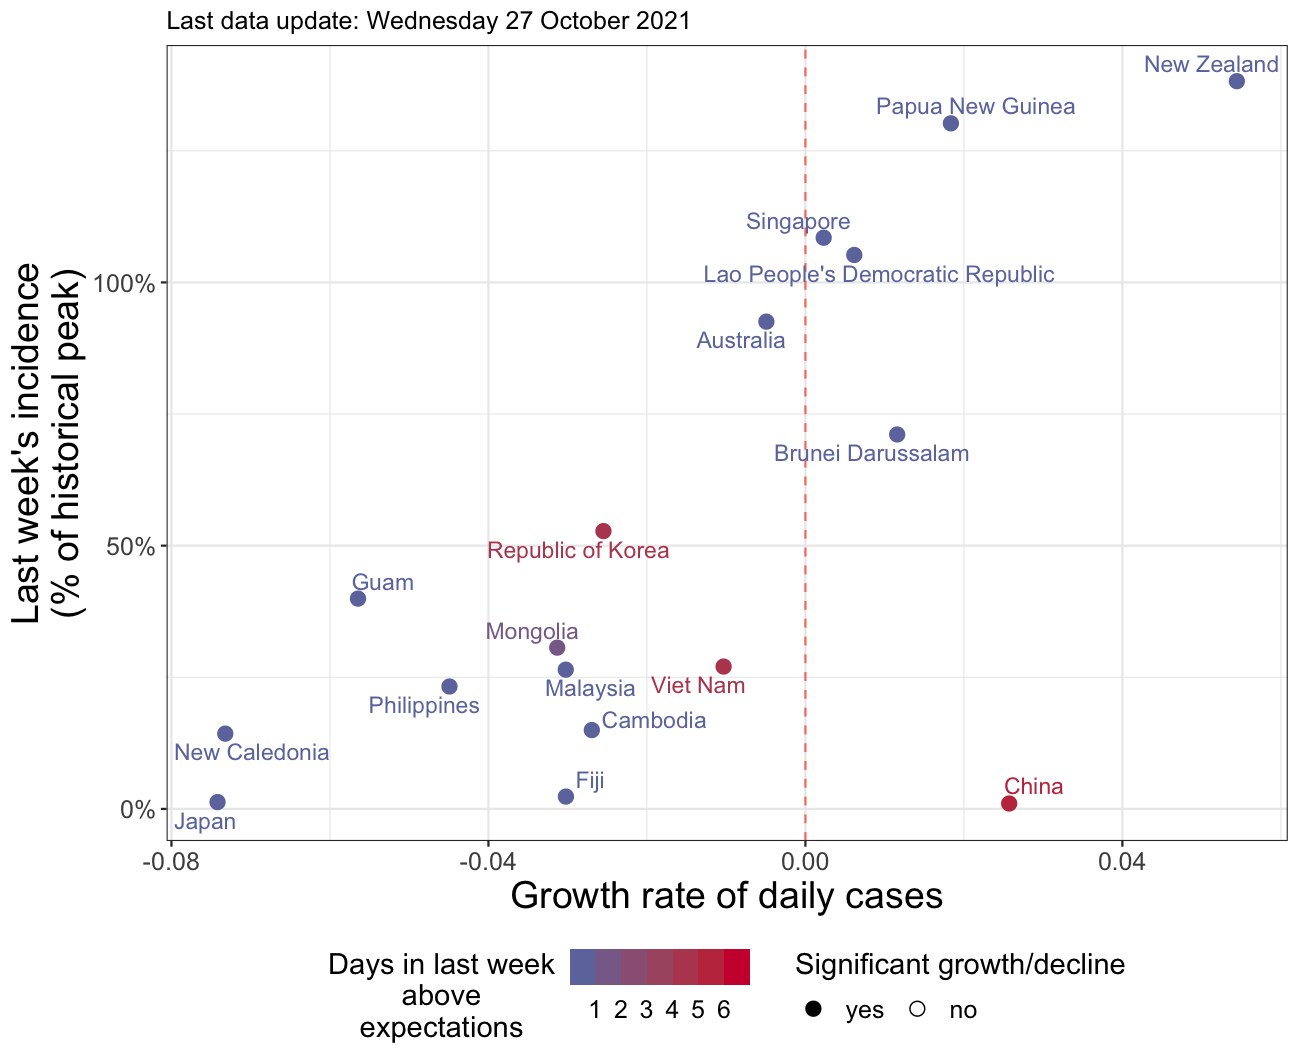 Last data update: Wednesday 27 October 2021
New Zealand
Papua New Guinea
Singapore
Lao People's Democratic Republic
Australia
Brunei Darussalam
Republic of Korea
Guam
Mongolia
Malaysia
Viet Nam
Philippines
Cambodia
New Caledonia
Fiji
China
Japan
Last week's incidence
(% of historical peak)
100%
50%
0%
-0.08 -0.04 0.00 0.04
Growth rate of daily cases
Days in last week
above
expectations
1 2 3 4 5 6
Significant growth/decline
yes no